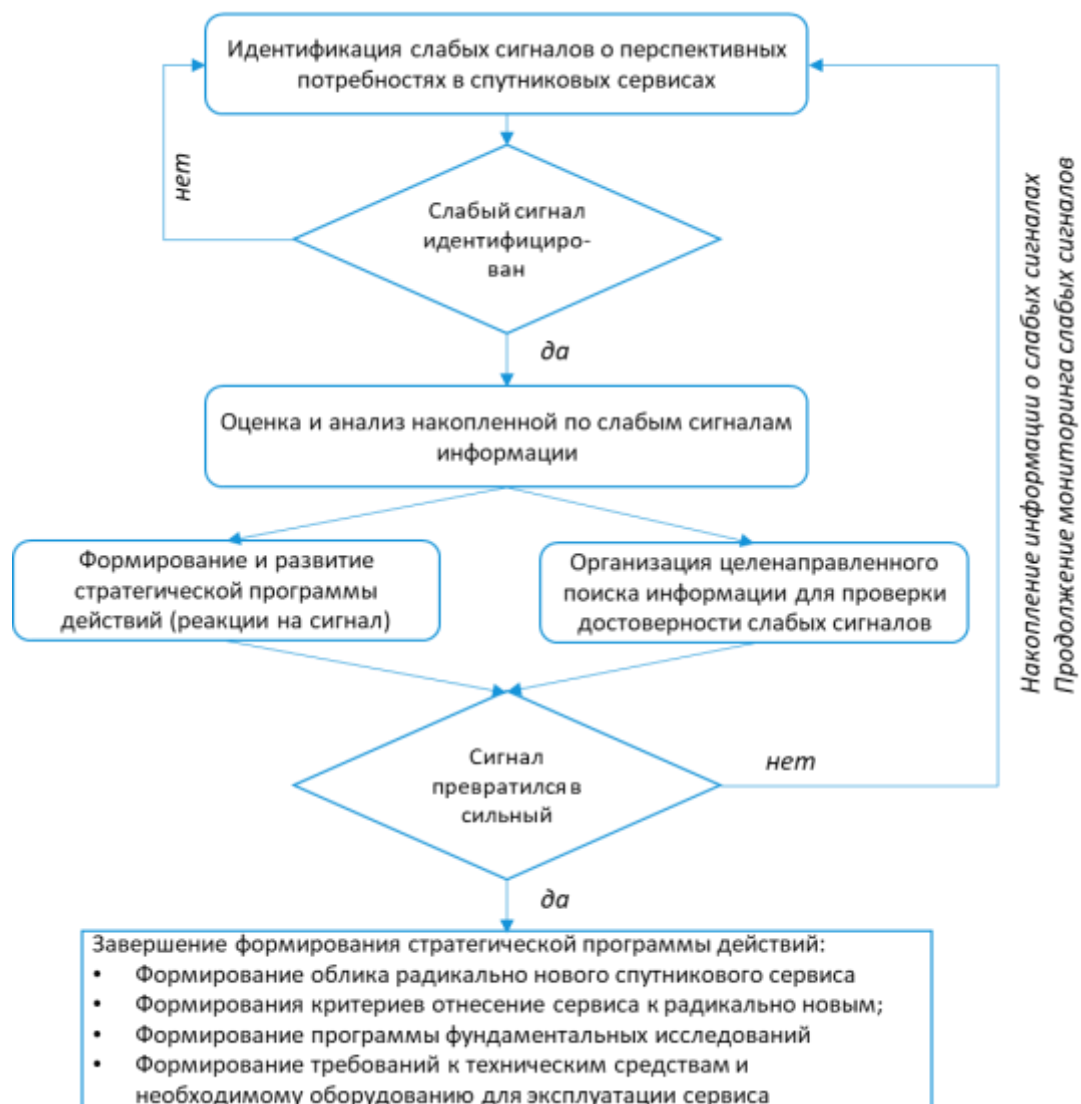 Идентификация слабых сигналов о перспективных
потребностях в спутниковых сервисах
нет
Слабый сигнал
идентифициро-
ван
да
Оценка и анализ накопленной по слабым сигналам
информации
Формирование и развитие
стратегической программы
действий (реакции на сигнал)
Организация целенаправленного
поиска информации для проверки
достоверности слабых сигналов
Накопление информации о слабых сигналах
Продолжение мониторинга слабых сигналов
Сигнал
превратился в
сильный
нет
да
Завершение формирования стратегической программы действий:
• Формирование облика радикально нового спутникового сервиса
• Формирования критериев отнесение сервиса к радикально новым;
• Формирование программы фундаментальных исследований
• Формирование требований к техническим средствам и
необходимому оборудованию для эксплуатации сервиса